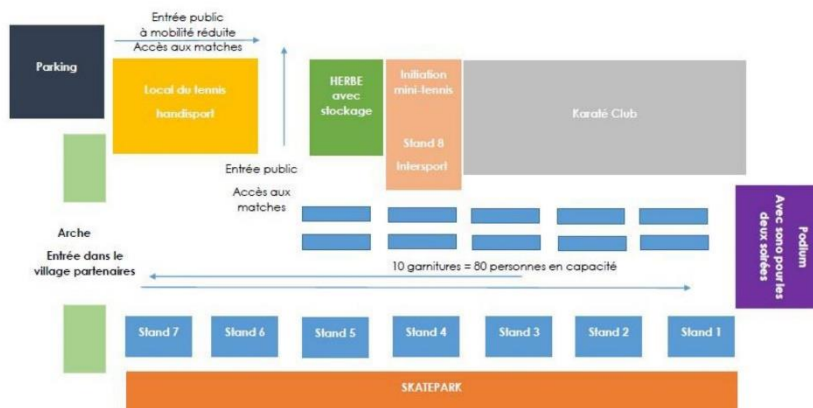 Entrée public
à mobilité réduite
Accès aux matches
Parking
Local du tennis
handisport
HERBE
avec
stockage
Initiation
mini-tennis
Stand 8
Intersport
Karaté Club
Entrée public
Accès aux
matches
Arche
Entrée dans le
village partenaires
10 garnitures = 80 personnes en capacité
Podium
Avec sono pour les
deux soirées
Stand 7
Stand 6
Stand 5
Stand 4
Stand 3
Stand 2
Stand 1
SKATEPARK